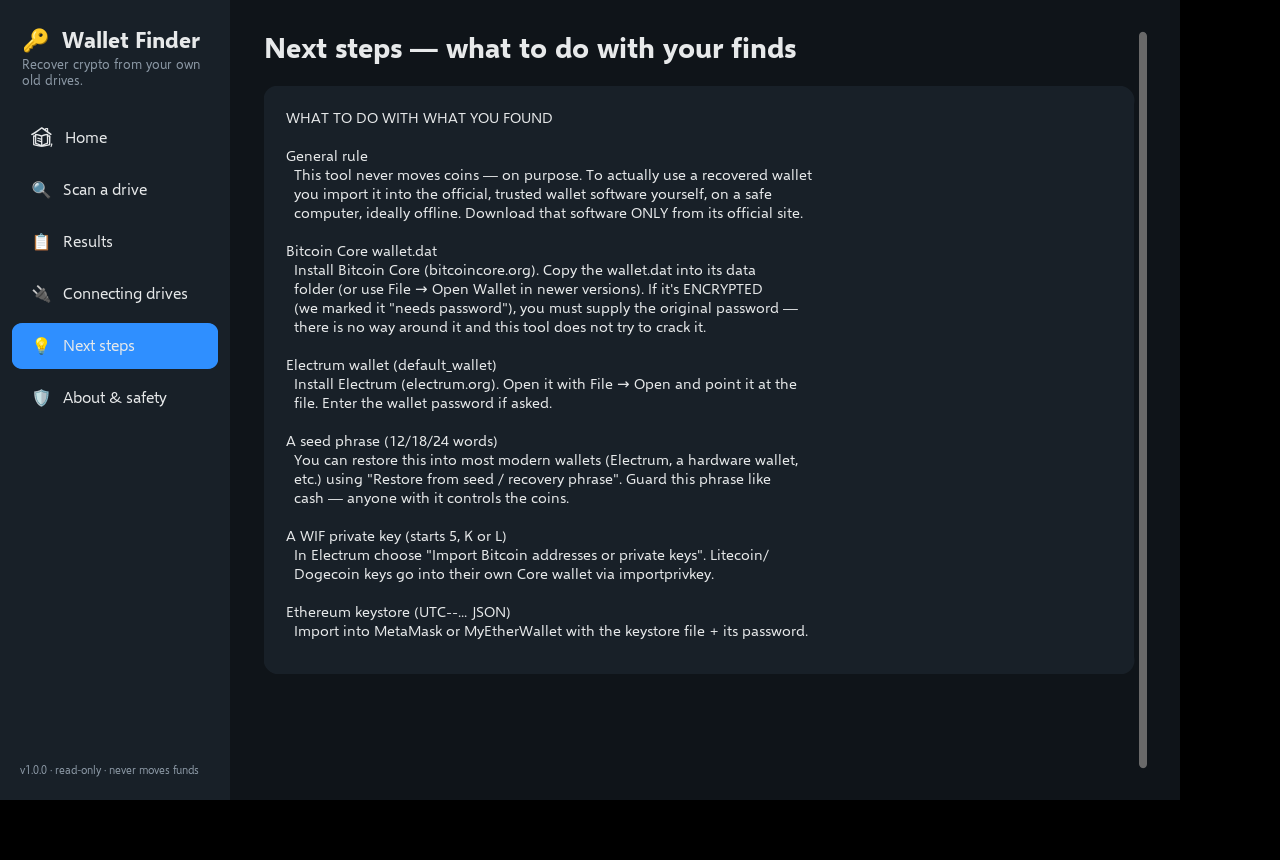 🔑 Wallet Finder
Recover crypto from your own
old drives.
Home
Scan a drive
Results
Connecting drives
Next steps
About & safety
v1.0.0 · read-only · never moves funds
Next steps — what to do with your finds
WHAT TO DO WITH WHAT YOU FOUND
General rule
This tool never moves coins — on purpose. To actually use a recovered wallet
you import it into the official, trusted wallet software yourself, on a safe
computer, ideally offline. Download that software ONLY from its official site.
Bitcoin Core wallet.dat
Install Bitcoin Core (bitcoincore.org). Copy the wallet.dat into its data
folder (or use File → Open Wallet in newer versions). If it's ENCRYPTED
(we marked it "needs password"), you must supply the original password —
there is no way around it and this tool does not try to crack it.
Electrum wallet (default_wallet)
Install Electrum (electrum.org). Open it with File → Open and point it at the
file. Enter the wallet password if asked.
A seed phrase (12/18/24 words)
You can restore this into most modern wallets (Electrum, a hardware wallet,
etc.) using "Restore from seed / recovery phrase". Guard this phrase like
cash — anyone with it controls the coins.
A WIF private key (starts 5, K or L)
In Electrum choose "Import Bitcoin addresses or private keys". Litecoin/
Dogecoin keys go into their own Core wallet via importprivkey.
Ethereum keystore (UTC--... JSON)
Import into MetaMask or MyEtherWallet with the keystore file + its password.